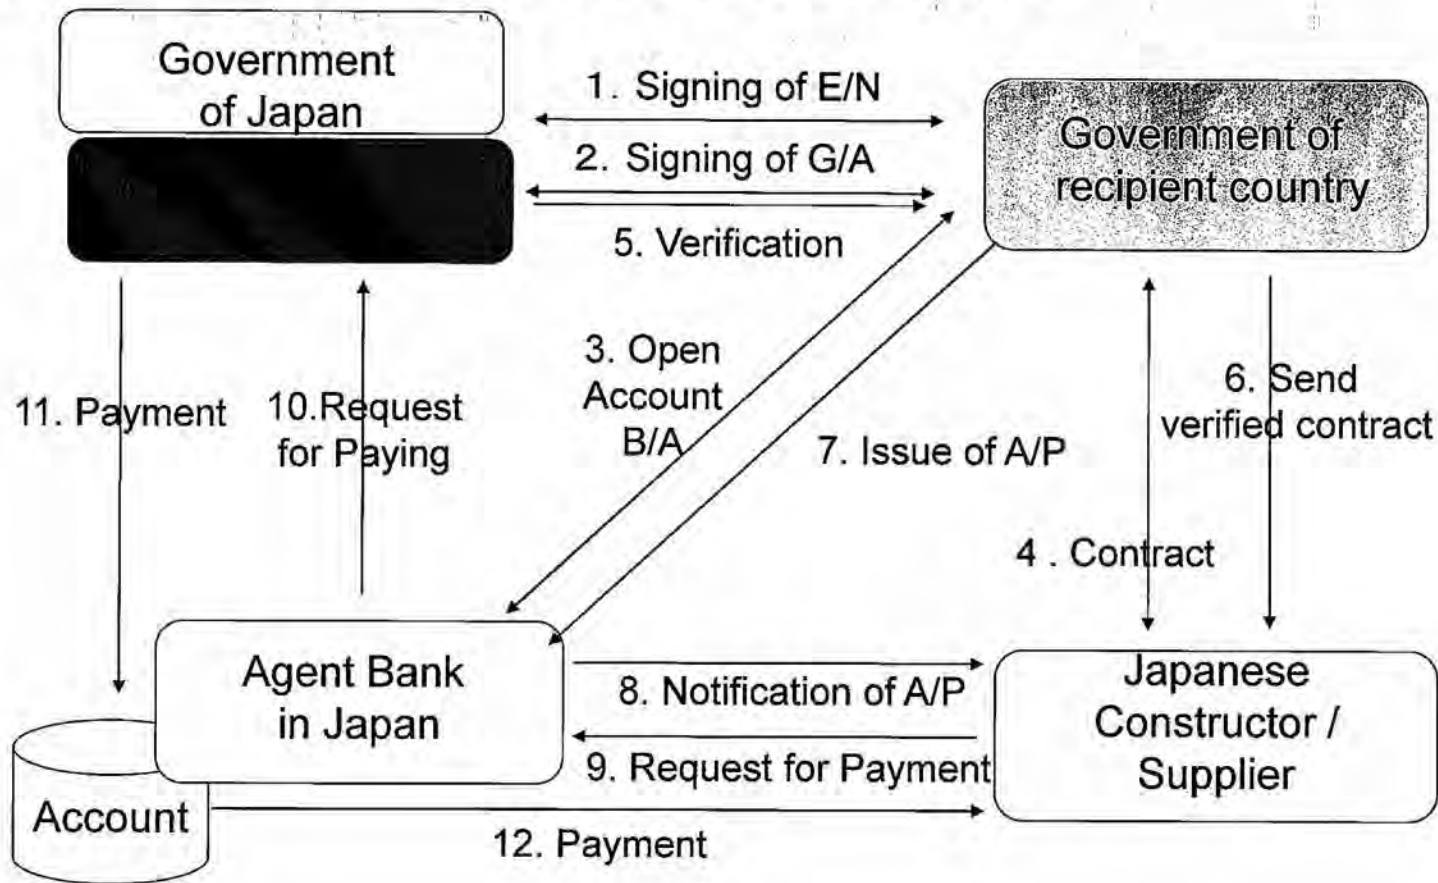 Government
of Japan
1. Signing of E/N
2. Signing of G/A
5. Verification
Government of
recipient country
3. Open
Account
B/A
11. Payment
10.Request
for Paying
7. Issue of A/P
6. Send
verified contract
4 . Contract
Agent Bank
in Japan
8. Notification of A/P
9. Request for Payment
Japanese
Constructor /
Supplier
Account
12. Payment